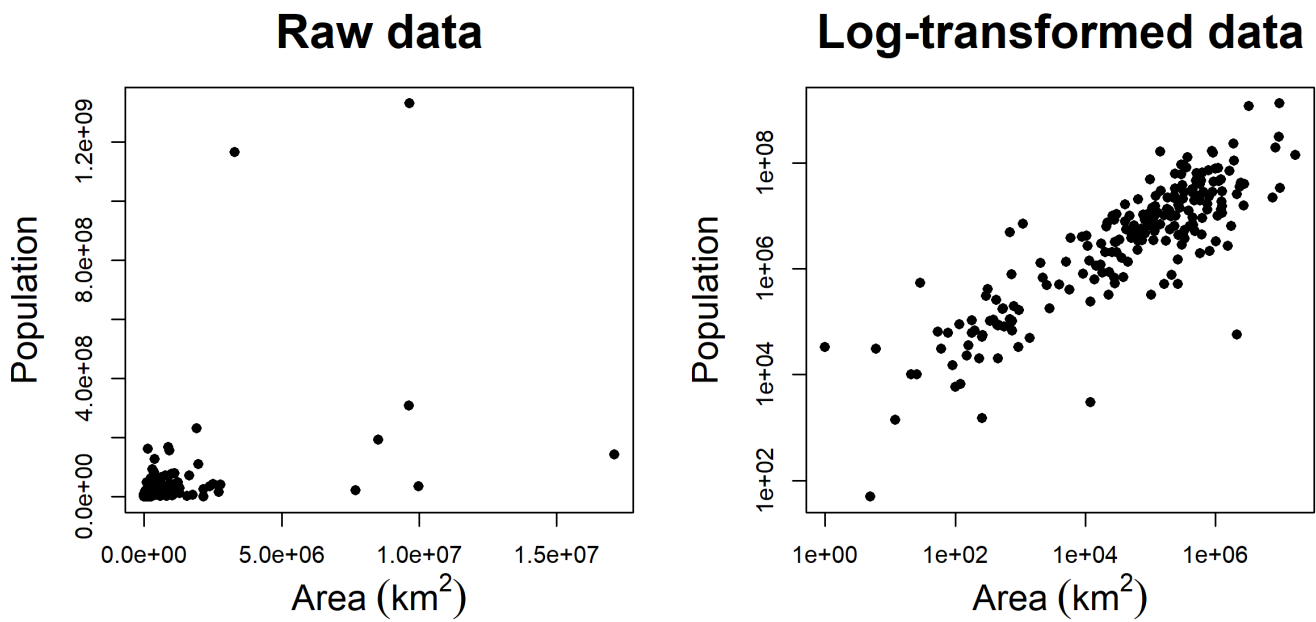 Raw data
Population
0.0e+00
4.0e+08
8.0e+08
1.2e+09
0.0e+00 5.0e+06 1.0e+07 1.5e+07
Area (km²)
Log-transformed data
Population
1e+02
1e+04
1e+06
1e+08
1e+00 1e+02 1e+04 1e+06
Area (km²)